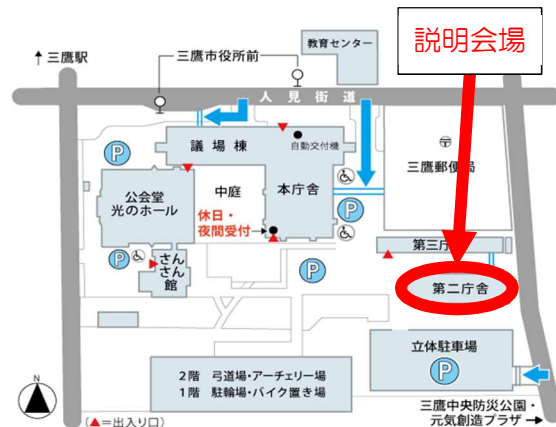 説明会場
教育センター
↑三鷹駅
三鷹市役所前
人見街道
議場棟
自動交付機
三鷹郵便局
P
公会堂
光のホール
中庭
本庁舎
P
休日・
夜間受付→
第三庁
さん
さん
館
P
P
第二庁舎
立体駐車場
P
2階 弓道場・アーチェリー場
1階 駐輪場・バイク置き場
N
(▲=出入り口)
三鷹中央防災公園・
元気創造プラザ→